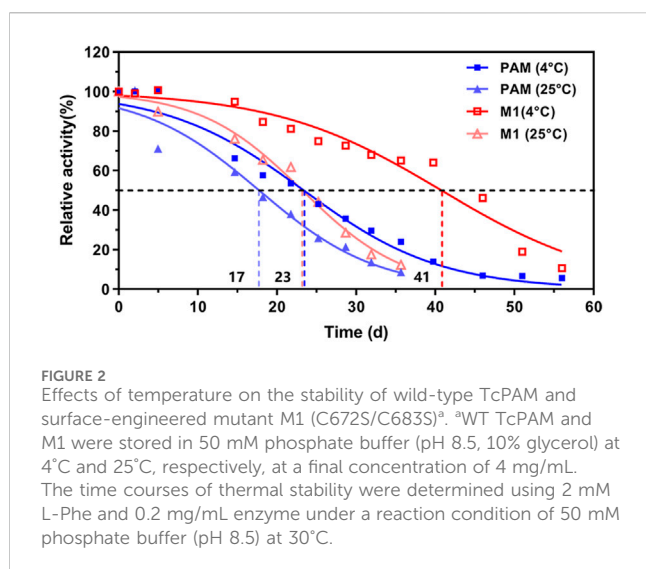 120
100
80
60
40
20
0
Relative activity(%)
PAM (4°C)
PAM (25°C)
M1(4°C)
M1 (25°C)
17
23
41
0
10
20
30
40
50
60
Time (d)
FIGURE 2
Effects of temperature on the stability of wild-type TcPAM and
surface-engineered mutant M1 (C672S/C683S)ᵃ. ᵃWT TcPAM and
M1 were stored in 50 mM phosphate buffer (pH 8.5, 10% glycerol) at
4˚C and 25˚C, respectively, at a final concentration of 4 mg/mL.
The time courses of thermal stability were determined using 2 mM
L-Phe and 0.2 mg/mL enzyme under a reaction condition of 50 mM
phosphate buffer (pH 8.5) at 30˚C.